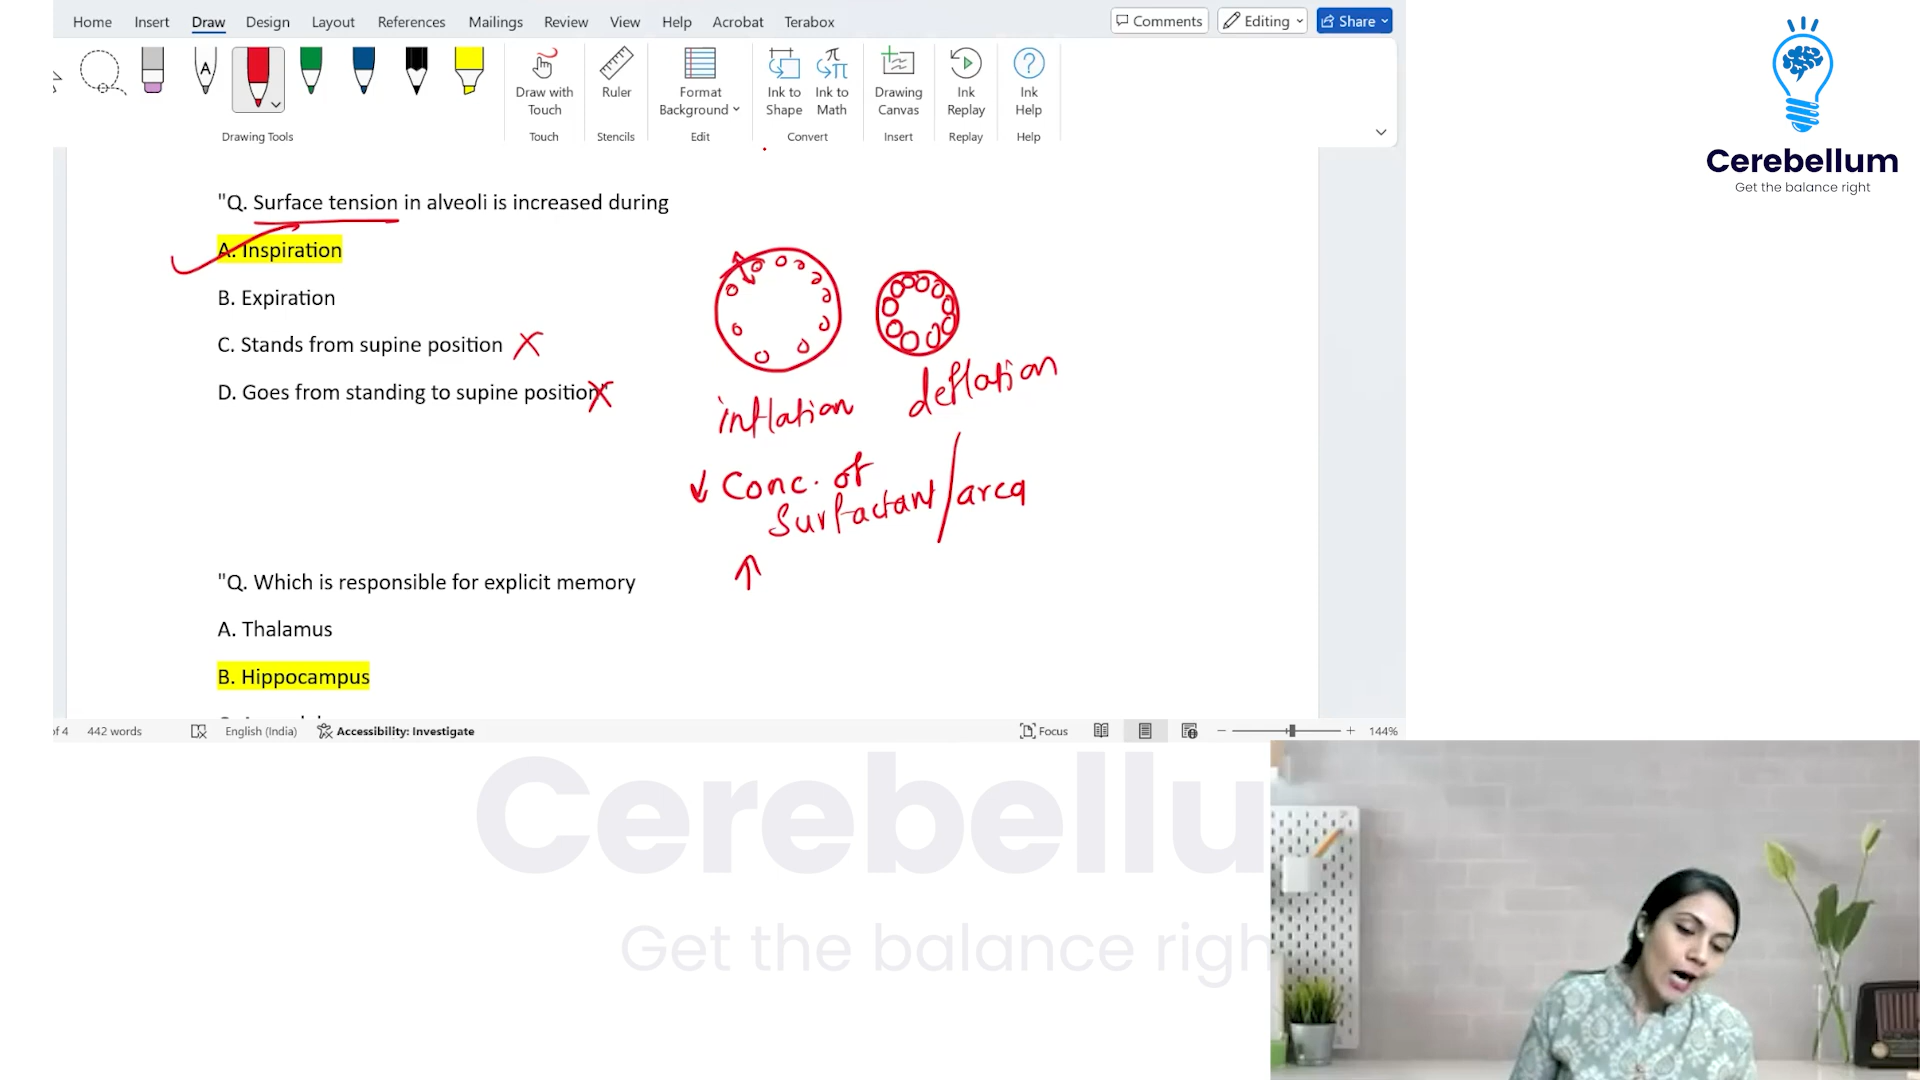 Home Insert Draw Design Layout References Mailings Review View Help Acrobat Terabox Comments Editing Share
A
Draw with Touch
Ruler
Format Background
Ink to Shape
Ink to Math
Drawing Canvas
Ink Replay
Ink Help
Drawing Tools Touch Stencils Edit Convert Insert Replay Help
Cerebellum
Get the balance right
"Q. Surface tension in alveoli is increased during
A. Inspiration
B. Expiration
C. Stands from supine position X
D. Goes from standing to supine position" X
inflation
deflation
↓ Conc. of
Surfactant/area
↑
"Q. Which is responsible for explicit memory
A. Thalamus
B. Hippocampus
of 4 442 words English (India) Accessibility: Investigate Focus − + 144%
Cerebellu
Get the balance righ